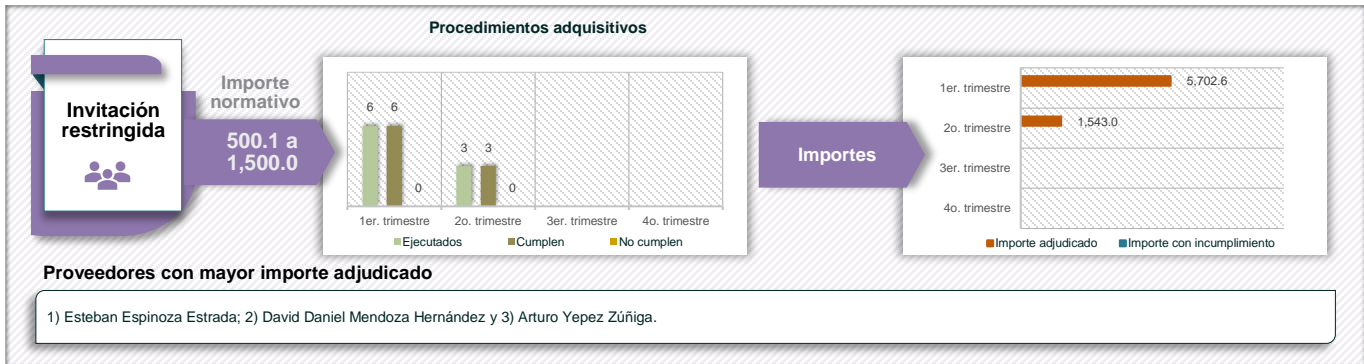 Procedimientos adquisitivos
Invitación
restringida
Importe
normativo
500.1 a
1,500.0
6 6
0
3 3
0
1er. trimestre 2o. trimestre 3er. trimestre 4o. trimestre
Ejecutados Cumplen No cumplen
Importes
1er. trimestre 5,702.6
2o. trimestre 1,543.0
3er. trimestre
4o. trimestre
Importe adjudicado Importe con incumplimiento
Proveedores con mayor importe adjudicado
1) Esteban Espinoza Estrada; 2) David Daniel Mendoza Hernández y 3) Arturo Yepez Zúñiga.